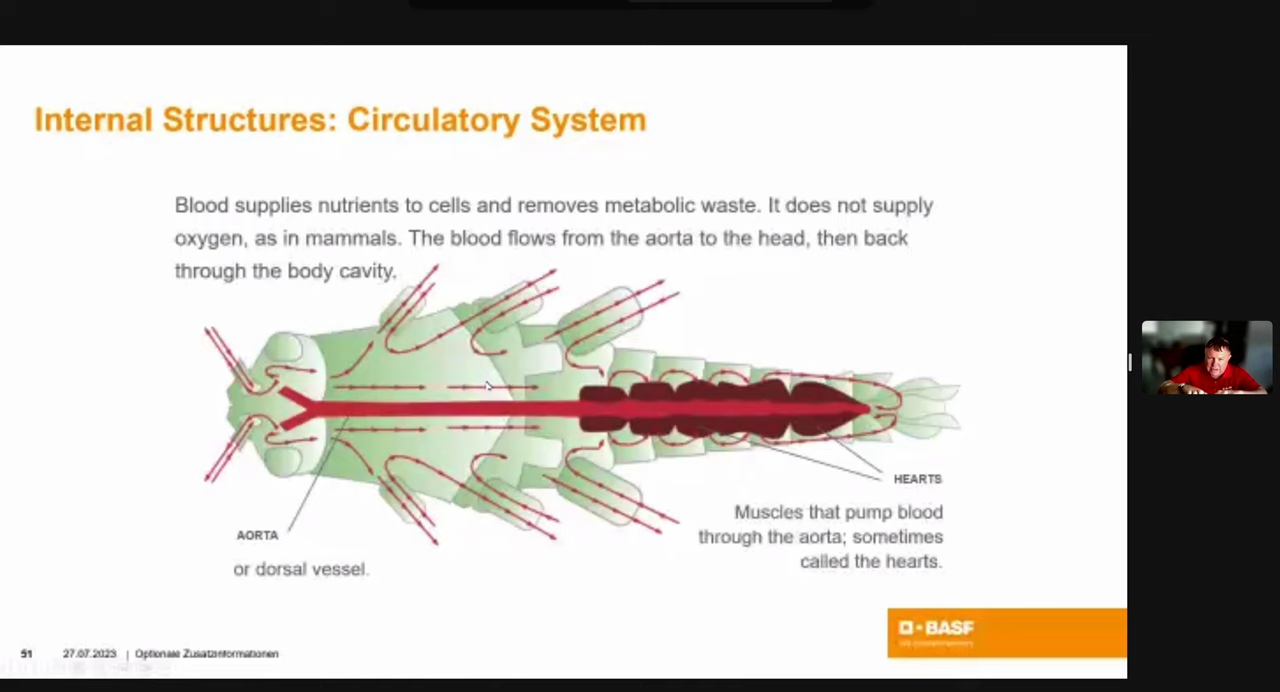 Internal Structures: Circulatory System
Blood supplies nutrients to cells and removes metabolic waste. It does not supply
oxygen, as in mammals. The blood flows from the aorta to the head, then back
through the body cavity.
HEARTS
Muscles that pump blood
through the aorta; sometimes
called the hearts.
AORTA
or dorsal vessel.
BASF
51 27.07.2023 | Optionale Zusatzinformationen